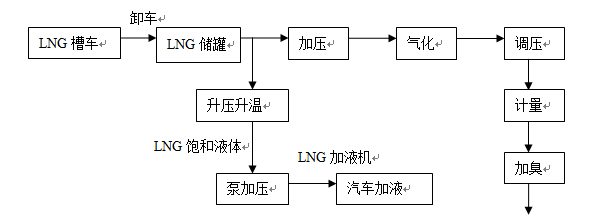 卸车
LNG 槽车
LNG 储罐
加压
气化
调压
升压升温
计量
LNG 饱和液体
LNG 加液机
加臭
泵加压
汽车加液